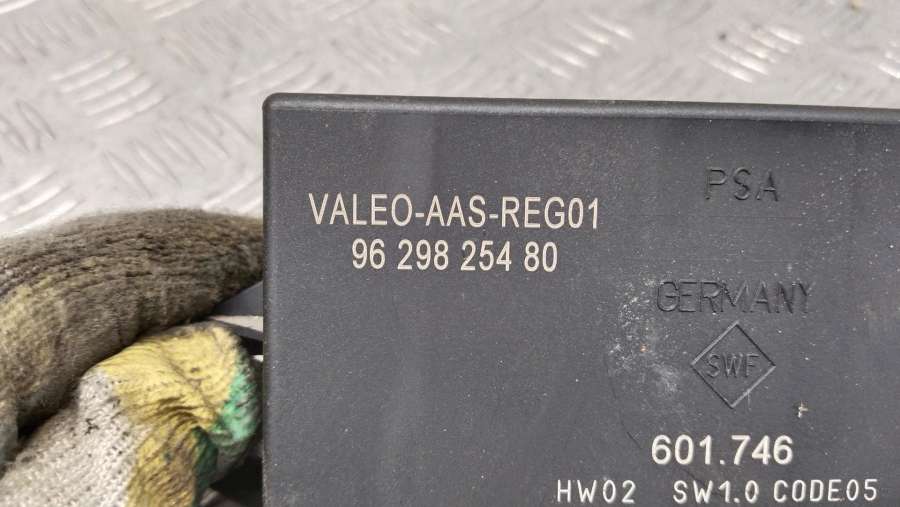 PSA
VALEO-AAS-REG01
96 298 254 80
GERMANY
SWF
601.746
HW02 SW1.0 CODE05